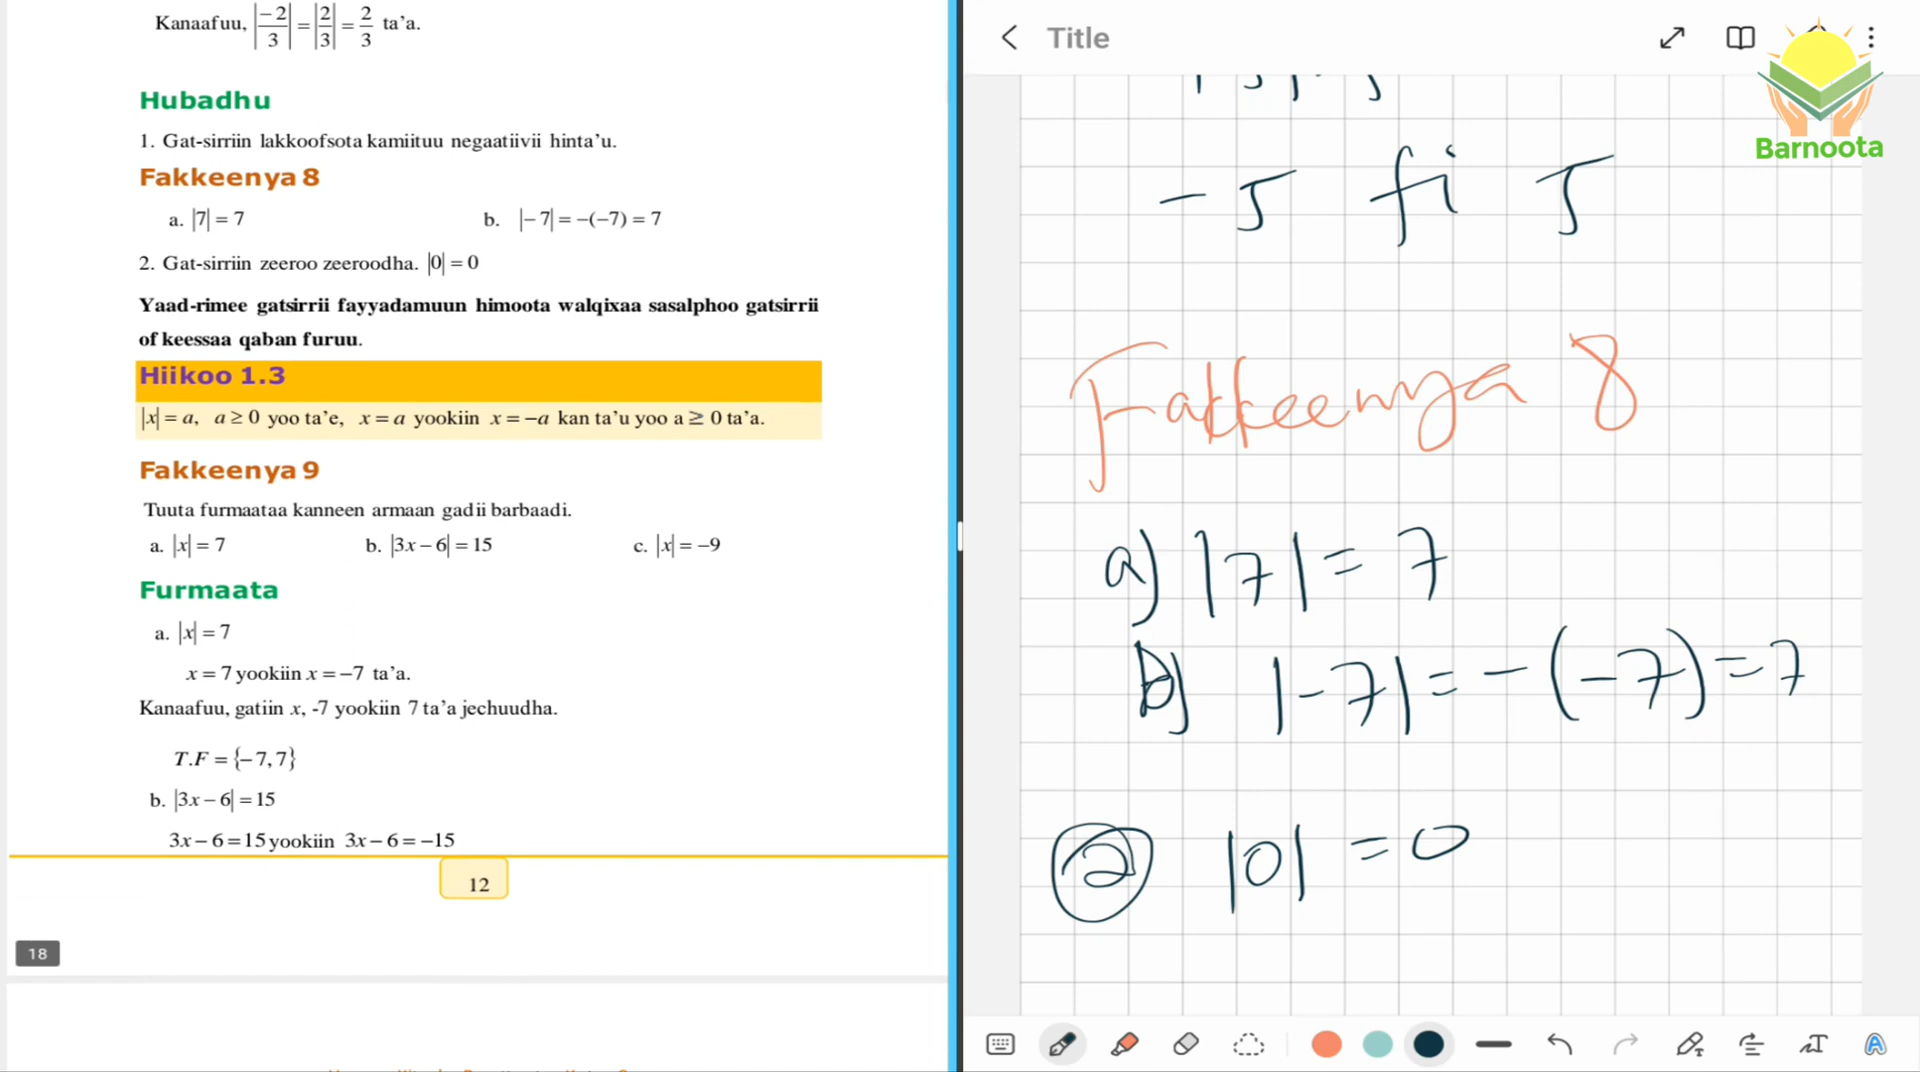 Kanaafuu, |−2/3| = |2/3| = 2/3 ta’a.
Hubadhu
1. Gat-sirriin lakkoofsota kamiituu negaatiivii hinta’u.
Fakkeenya 8
a. |7| = 7 b. |−7| = −(−7) = 7
2. Gat-sirriin zeeroo zeeroodha. |0| = 0
Yaad-rimee gatsirrii fayyadamuun himoota walqixaa sasalphoo gatsirrii
of keessaa qaban furuu.
Hiikoo 1.3
|x| = a, a ≥ 0 yoo ta’e, x = a yookiin x = −a kan ta’u yoo a ≥ 0 ta’a.
Fakkeenya 9
Tuuta furmaataa kanneen armaan gadii barbaadi.
a. |x| = 7 b. |3x − 6| = 15 c. |x| = −9
Furmaata
a. |x| = 7
x = 7 yookiin x = −7 ta’a.
Kanaafuu, gatiin x, -7 yookiin 7 ta’a jechuudha.
T.F = {−7, 7}
b. |3x − 6| = 15
3x − 6 = 15 yookiin 3x − 6 = −15
12
18
Title
Barnoota
-5 fi 5
Fakkeenya 8
a) |7| = 7
b) |-7| = -(-7) = 7
2 |0| = 0